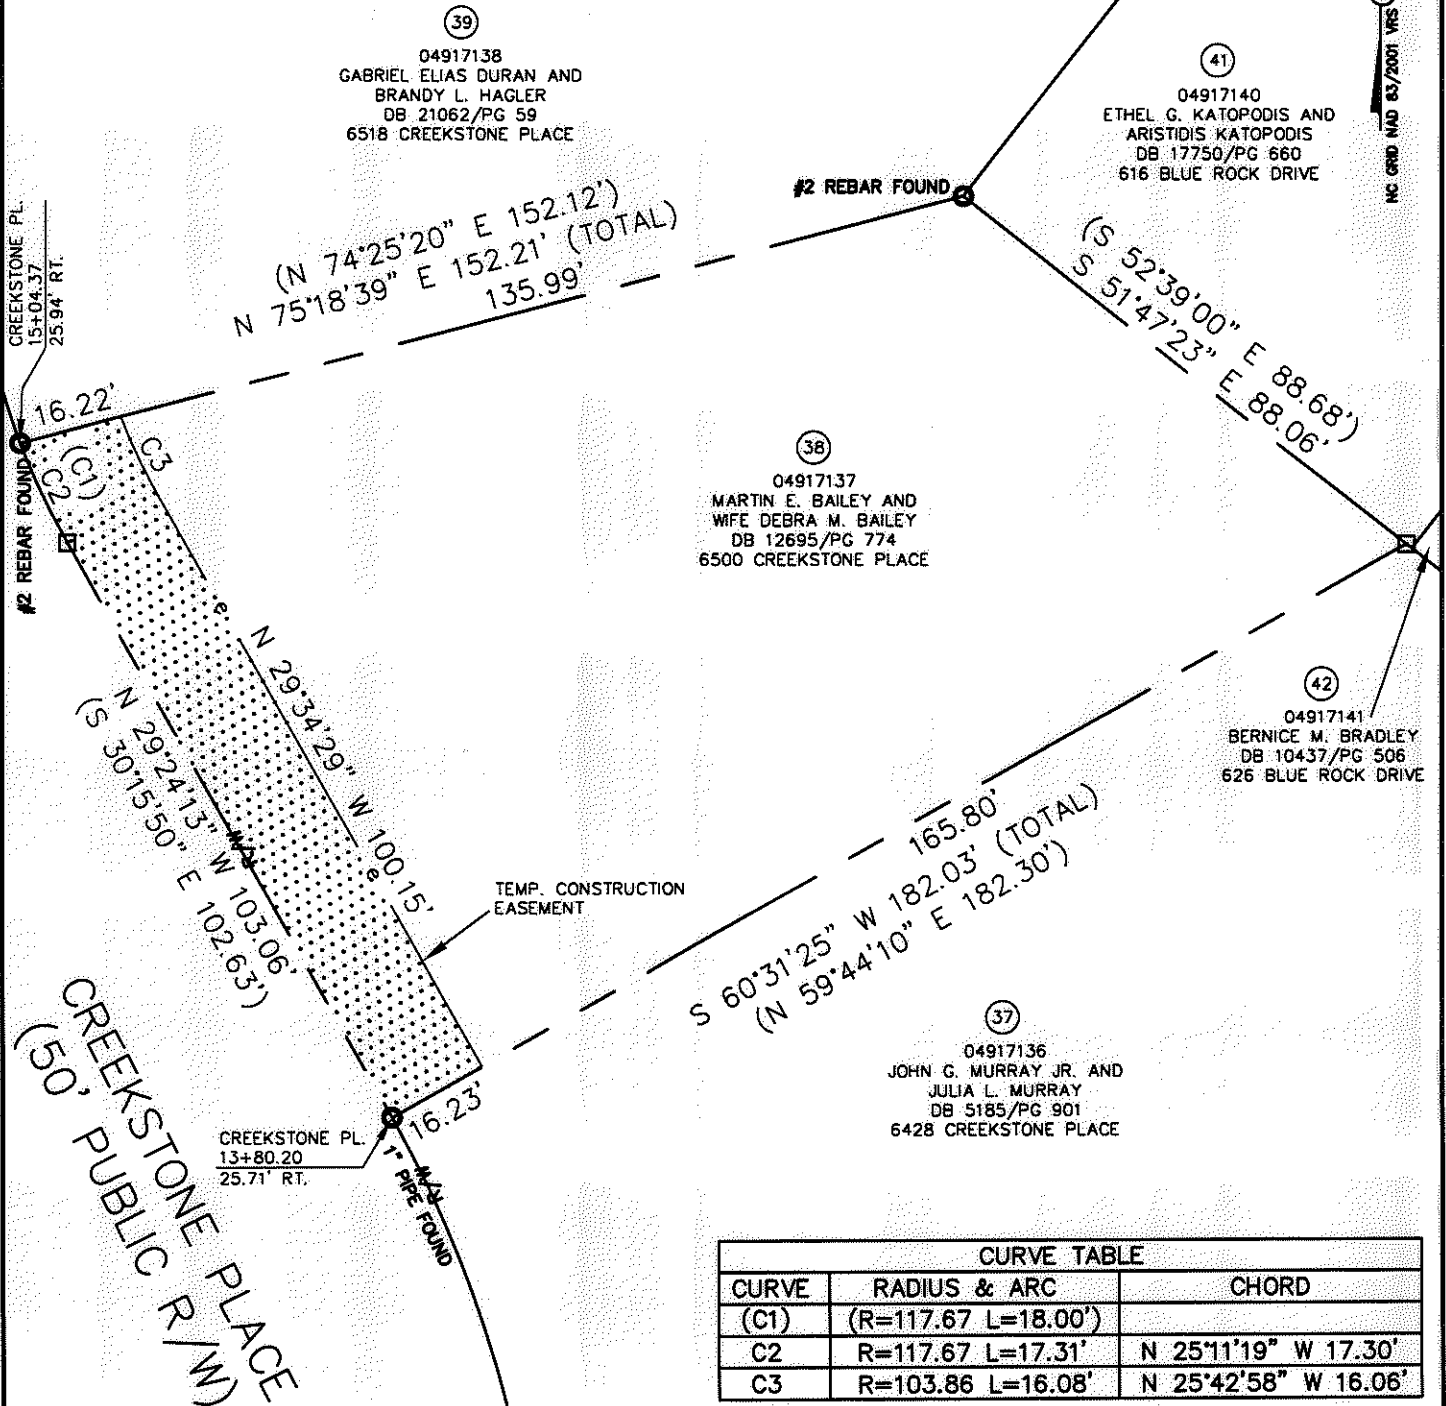 39
04917138
GABRIEL ELIAS DURAN AND
BRANDY L. HAGLER
DB 21062/PG 59
6518 CREEKSTONE PLACE
41
04917140
ETHEL G. KATOPODIS AND
ARISTIDIS KATOPODIS
DB 17750/PG 660
616 BLUE ROCK DRIVE
NC GRID NAD 83/2001 VRS
#2 REBAR FOUND
(N 74°25'20" E 152.12')
N 75°18'39" E 152.21' (TOTAL)
135.99'
(S 52°39'00" E 88.68')
S 51°47'23" E 88.06'
CREEKSTONE PL.
15+04.37
25.94' RT.
16.22'
(C1)
C2
C3
#2 REBAR FOUND
38
04917137
MARTIN E. BAILEY AND
WIFE DEBRA M. BAILEY
DB 12695/PG 774
6500 CREEKSTONE PLACE
e
N 29°34'29" W 100.15'
e
N 29°24'13" W 103.06'
(S 30°15'50" E 102.63')
R/W
TEMP. CONSTRUCTION
EASEMENT
42
04917141
BERNICE M. BRADLEY
DB 10437/PG 506
626 BLUE ROCK DRIVE
165.80'
S 60°31'25" W 182.03' (TOTAL)
(N 59°44'10" E 182.30')
37
04917136
JOHN G. MURRAY JR. AND
JULIA L. MURRAY
DB 5185/PG 901
6428 CREEKSTONE PLACE
16.23'
CREEKSTONE PL.
13+80.20
25.71' RT.
1" PIPE FOUND
R/W
CREEKSTONE PLACE
(50' PUBLIC R/W)
CURVE TABLE
CURVE RADIUS & ARC CHORD
(C1) (R=117.67 L=18.00')
C2 R=117.67 L=17.31' N 25°11'19" W 17.30'
C3 R=103.86 L=16.08' N 25°42'58" W 16.06'